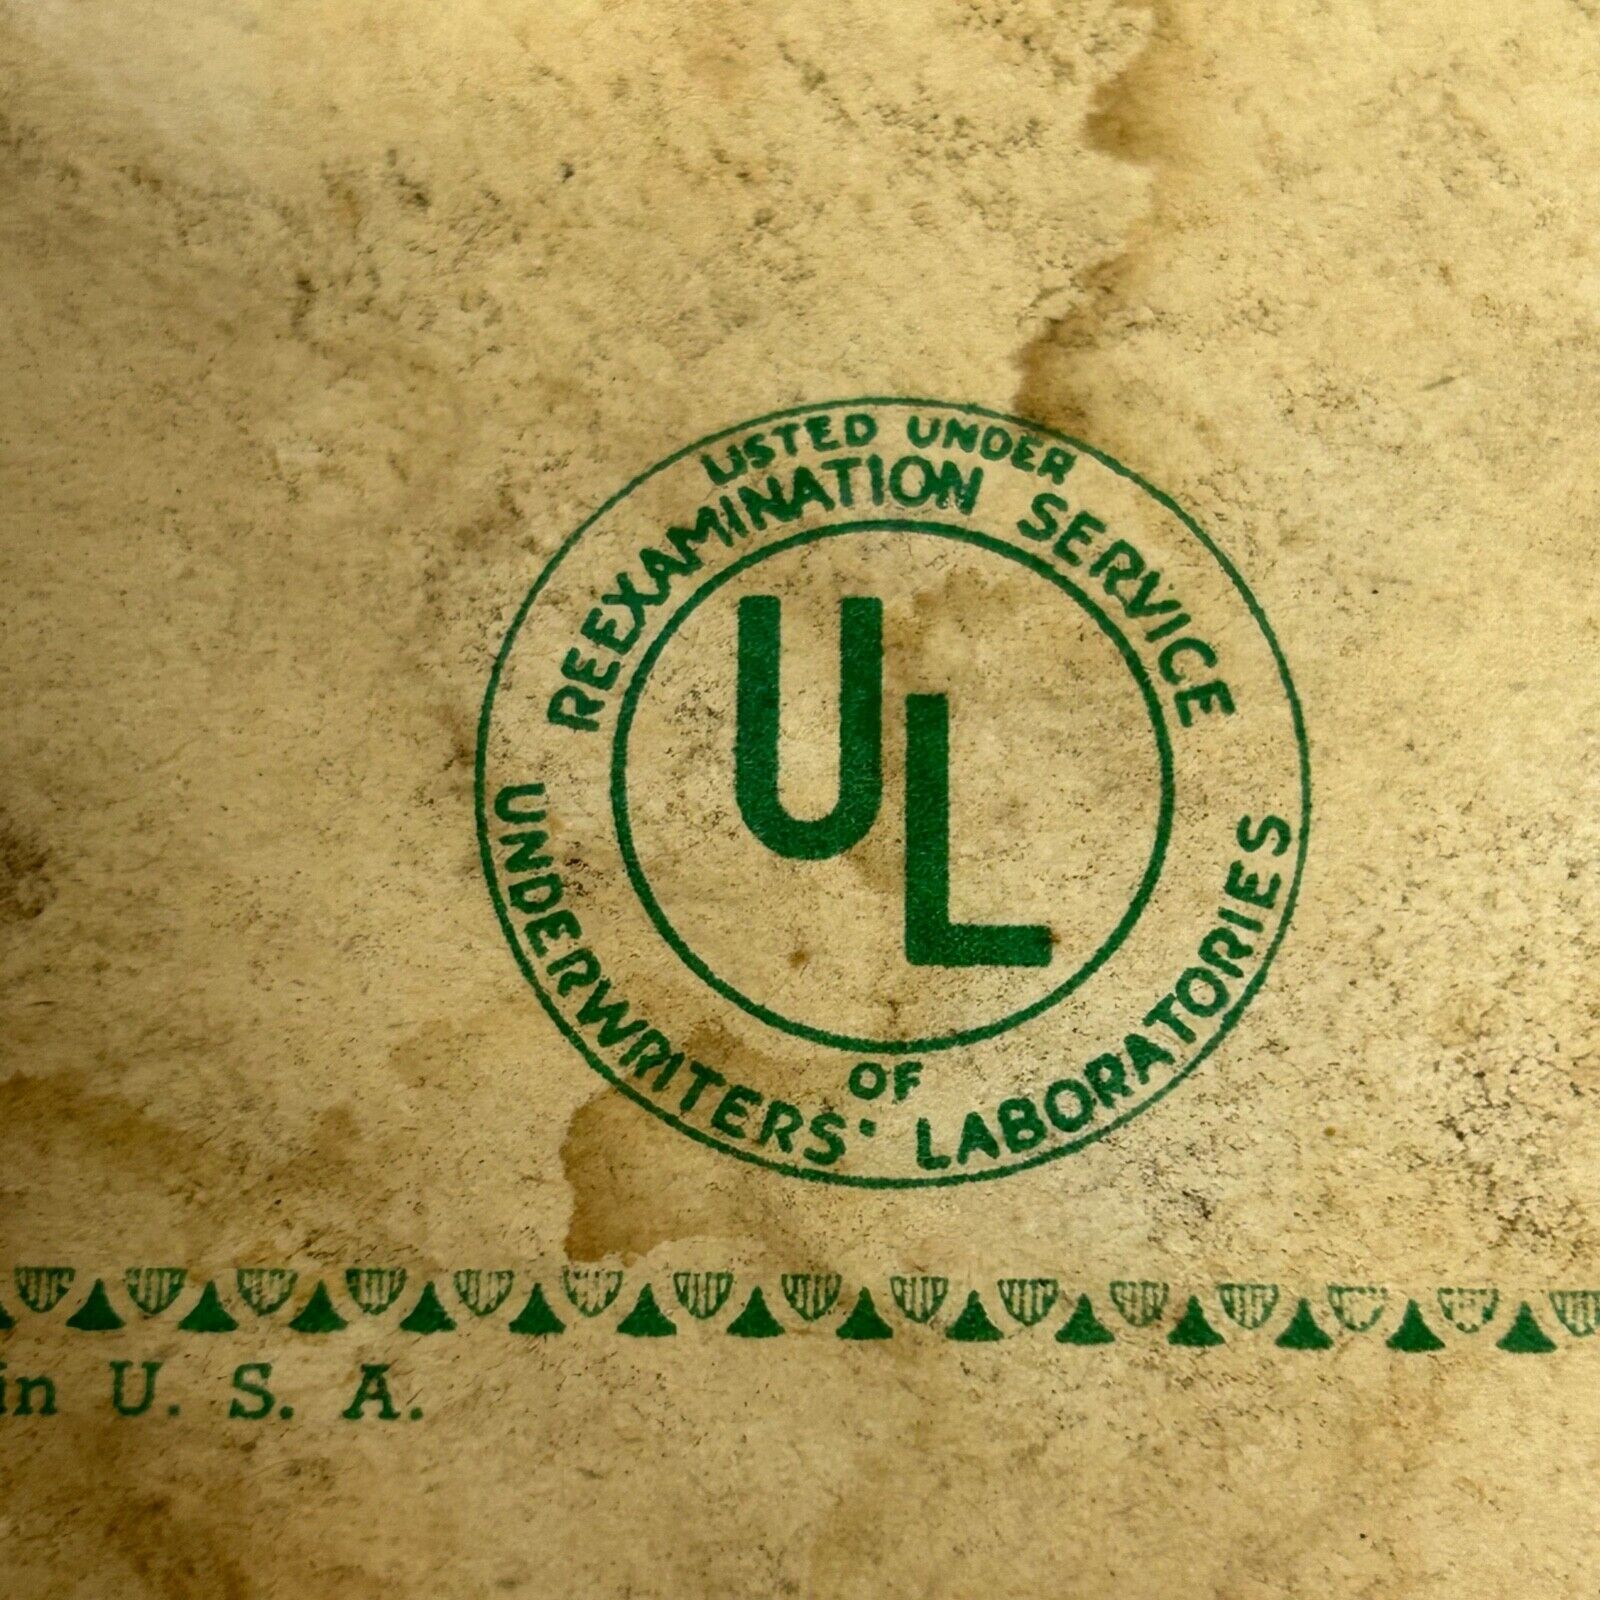 LISTED UNDER
REEXAMINATION SERVICE
UL
OF
UNDERWRITERS' LABORATORIES
in U. S. A.